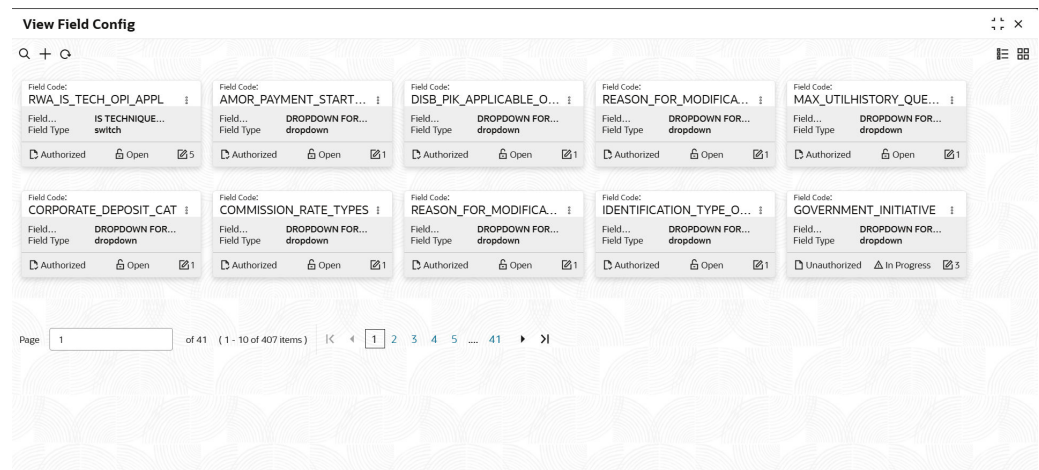 View Field Config
Field Code:
RWA_IS_TECH_OPI_APPL
Field... IS TECHNIQUE...
Field Type switch
Authorized Open 5
Field Code:
AMOR_PAYMENT_START...
Field... DROPDOWN FOR...
Field Type dropdown
Authorized Open 1
Field Code:
DISB_PIK_APPLICABLE_O...
Field... DROPDOWN FOR...
Field Type dropdown
Authorized Open 1
Field Code:
REASON_FOR_MODIFICA...
Field... DROPDOWN FOR...
Field Type dropdown
Authorized Open 1
Field Code:
MAX_UTILHISTORY_QUE...
Field... DROPDOWN FOR...
Field Type dropdown
Authorized Open 1
Field Code:
CORPORATE_DEPOSIT_CAT
Field... DROPDOWN FOR...
Field Type dropdown
Authorized Open 1
Field Code:
COMMISSION_RATE_TYPES
Field... DROPDOWN FOR...
Field Type dropdown
Authorized Open 1
Field Code:
REASON_FOR_MODIFICA...
Field... DROPDOWN FOR...
Field Type dropdown
Authorized Open 1
Field Code:
IDENTIFICATION_TYPE_O...
Field... DROPDOWN FOR...
Field Type dropdown
Authorized Open 1
Field Code:
GOVERNMENT_INITIATIVE
Field... DROPDOWN FOR...
Field Type dropdown
Unauthorized In Progress 3
Page 1 of 41 ( 1 - 10 of 407 items ) 1 2 3 4 5 .... 41